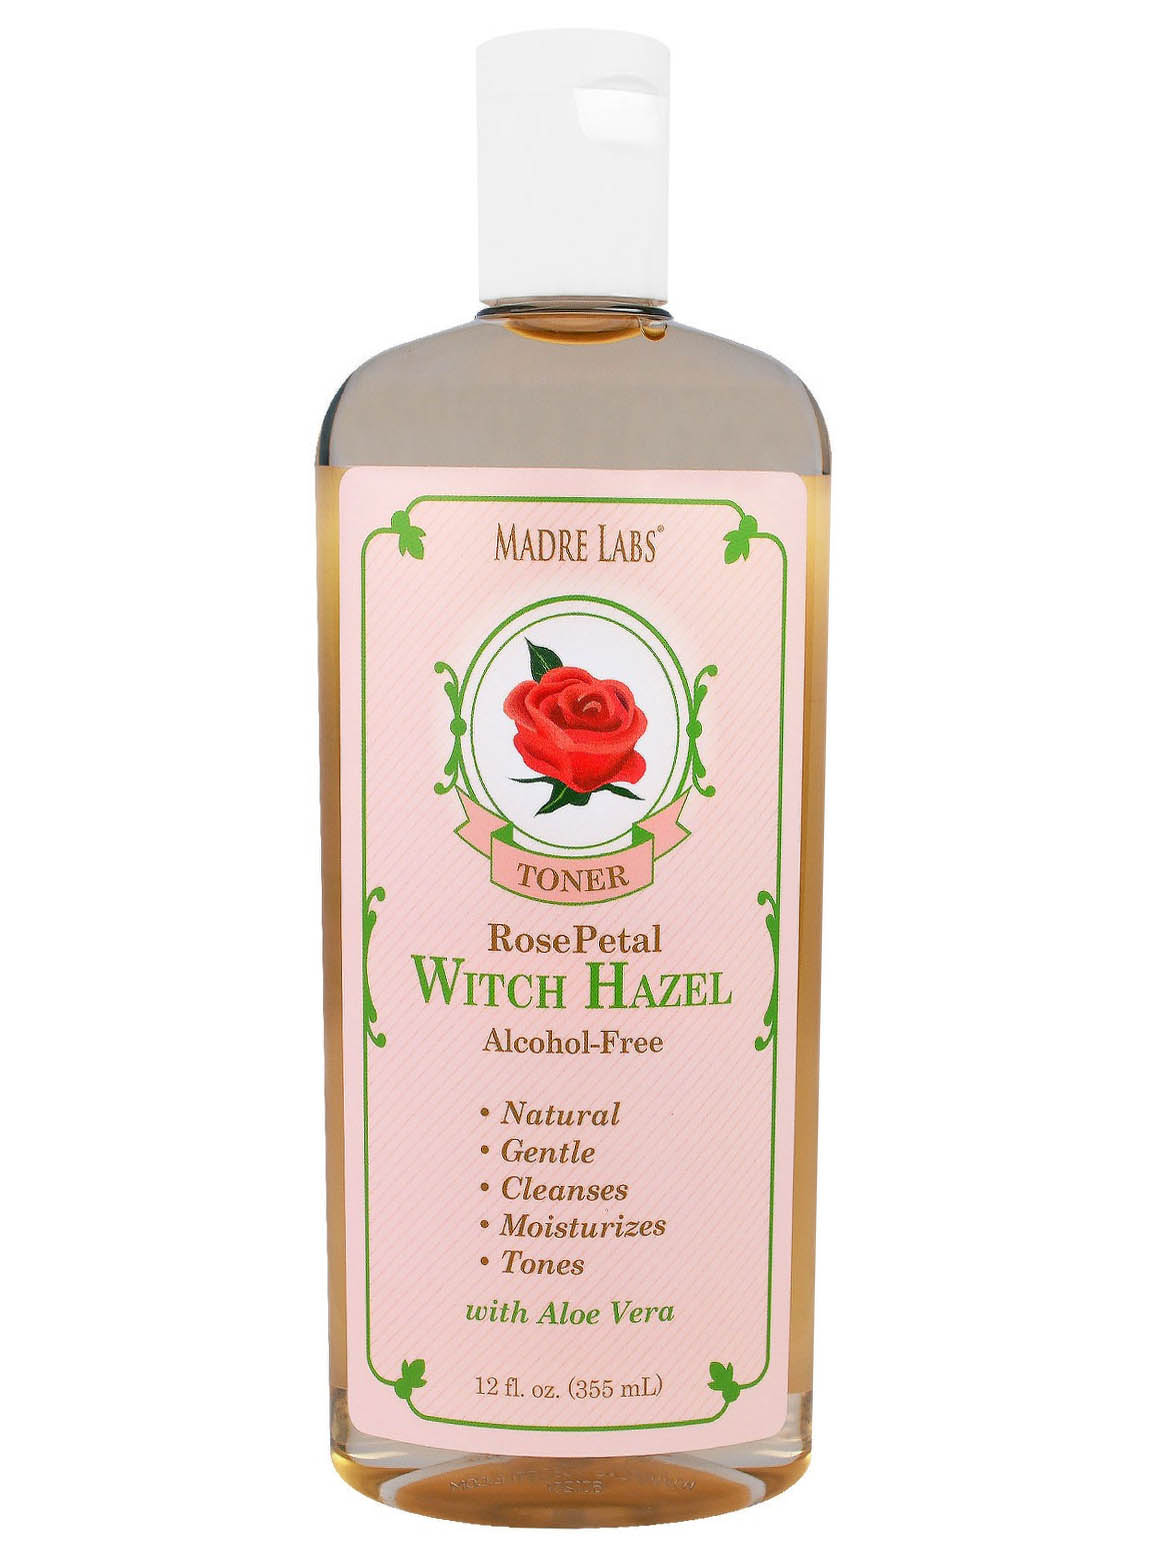 MADRE LABS®
TONER
RosePetal
WITCH HAZEL
Alcohol-Free
• Natural
• Gentle
• Cleanses
• Moisturizes
• Tones
with Aloe Vera
12 fl. oz. (355 mL)